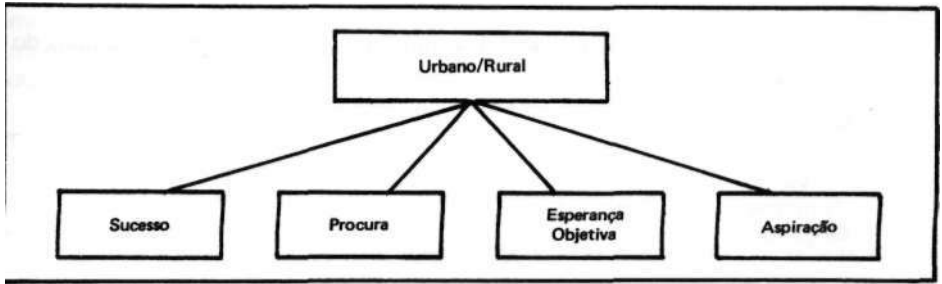 Urbano/Rural
Sucesso
Procura
Esperança
Objetiva
Aspiração